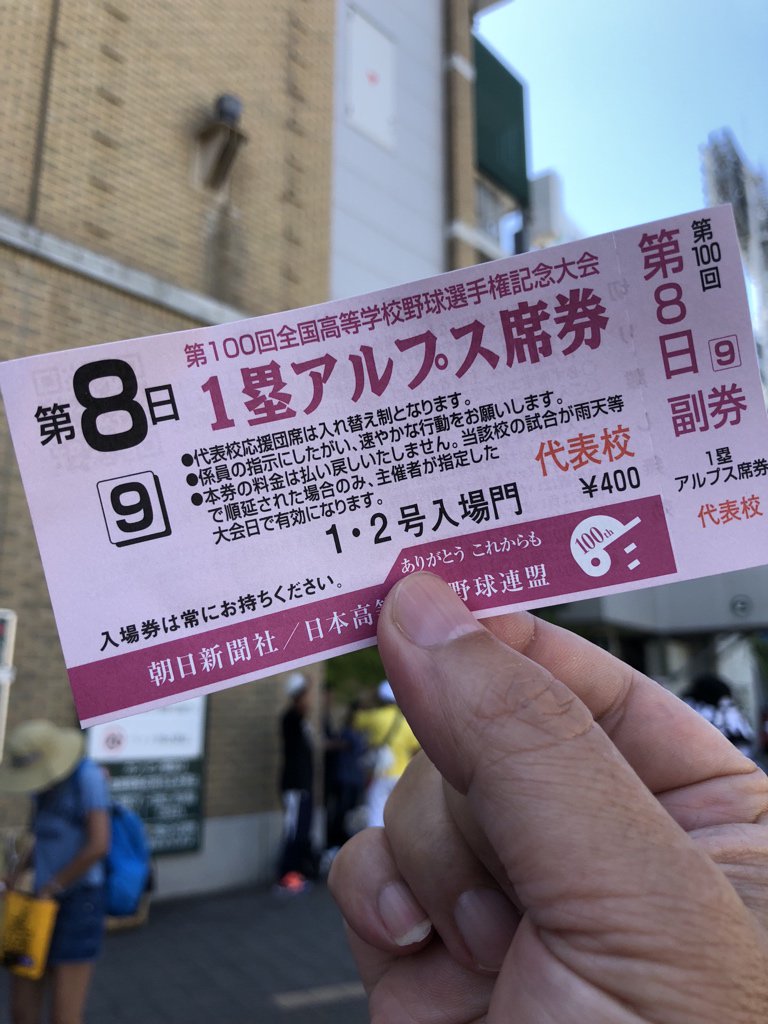 第100回全国高等学校野球選手権記念大会
第8日
1塁アルプス席券
9
●代表校応援団席は入れ替え制となります。
●係員の指示にしたがい、速やかな行動をお願いします。
●本券の料金は払い戻しいたしません。当該校の試合が雨天等
で順延された場合のみ、主催者が指定した
大会日で有効になります。
代表校
¥400
1・2号入場門
入場券は常にお持ちください。
ありがとう これからも
100th
朝日新聞社/日本高
野球連盟
第100回
第8日
9
副券
1塁
アルプス席券
代表校